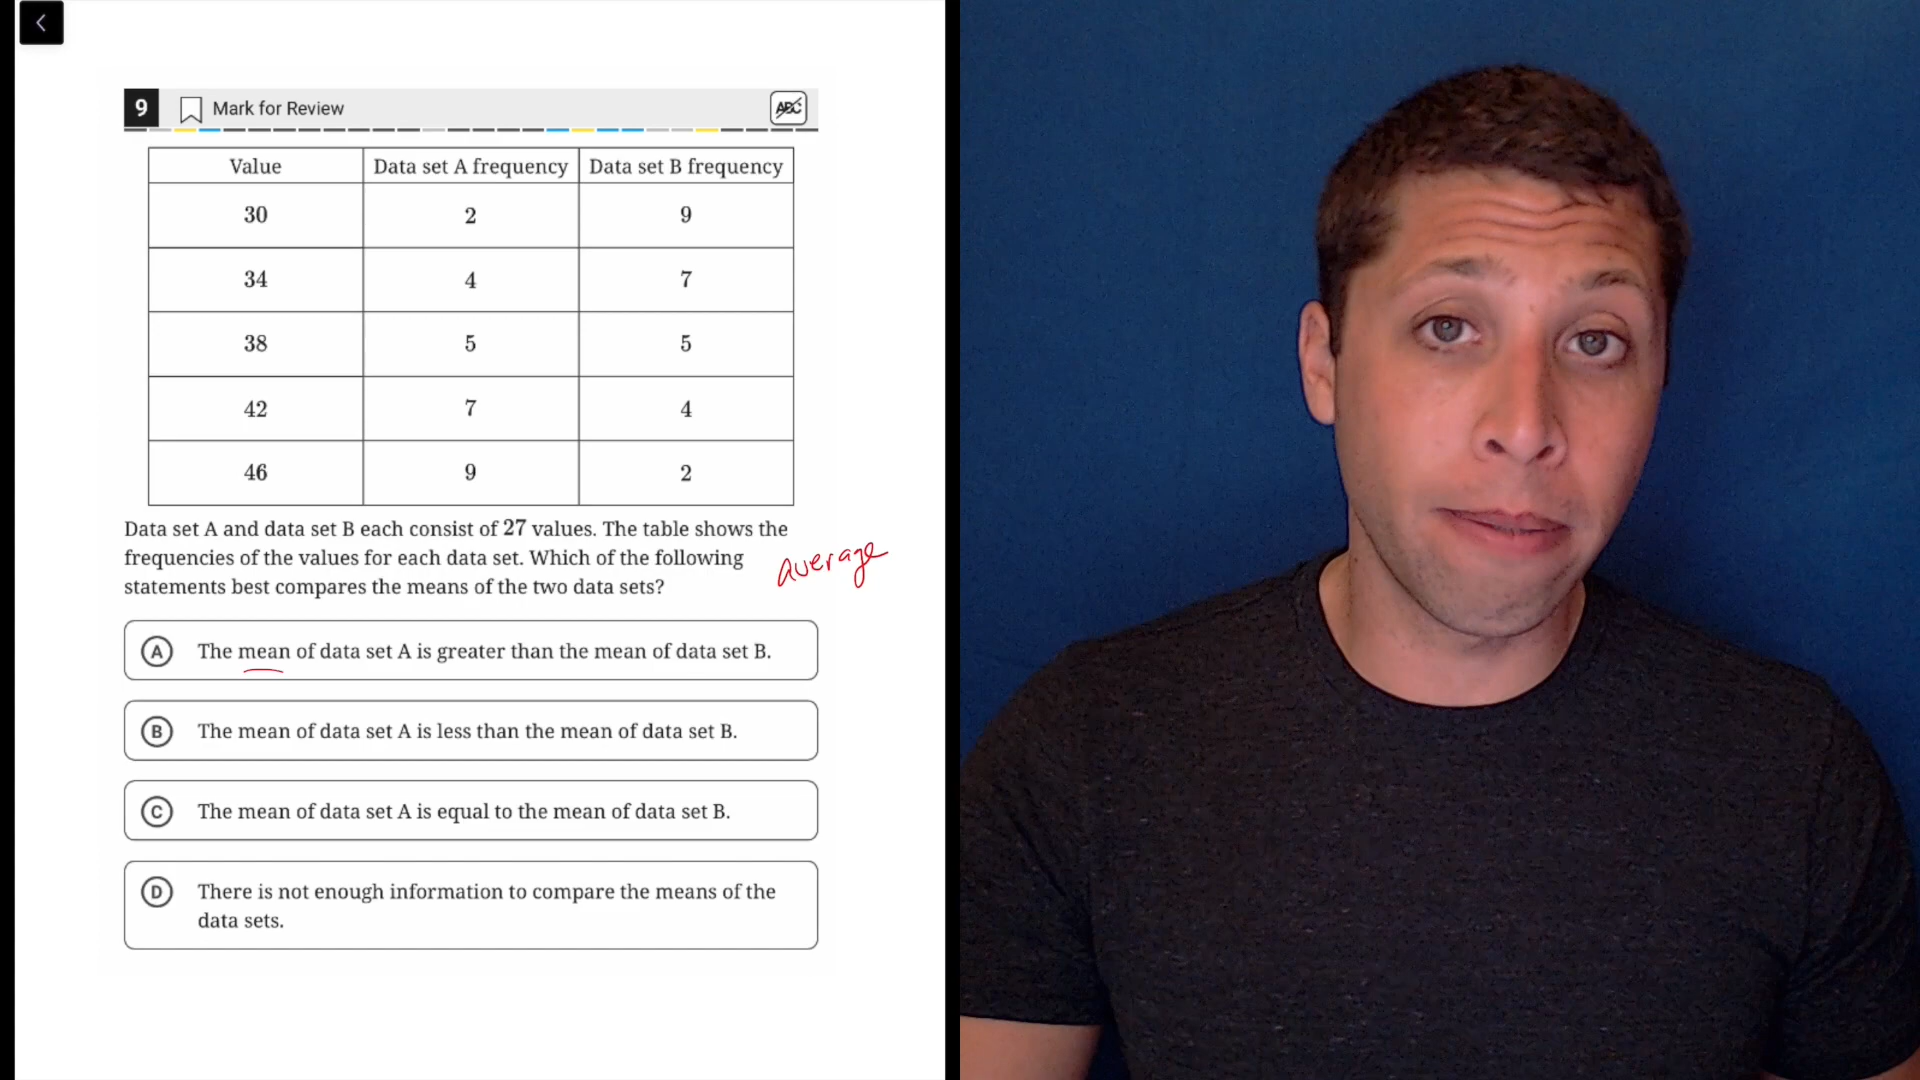 9 Mark for Review ABC
Value Data set A frequency Data set B frequency
30 2 9
34 4 7
38 5 5
42 7 4
46 9 2
Data set A and data set B each consist of 27 values. The table shows the
frequencies of the values for each data set. Which of the following
statements best compares the means of the two data sets?
average
A The mean of data set A is greater than the mean of data set B.
B The mean of data set A is less than the mean of data set B.
C The mean of data set A is equal to the mean of data set B.
D There is not enough information to compare the means of the
data sets.